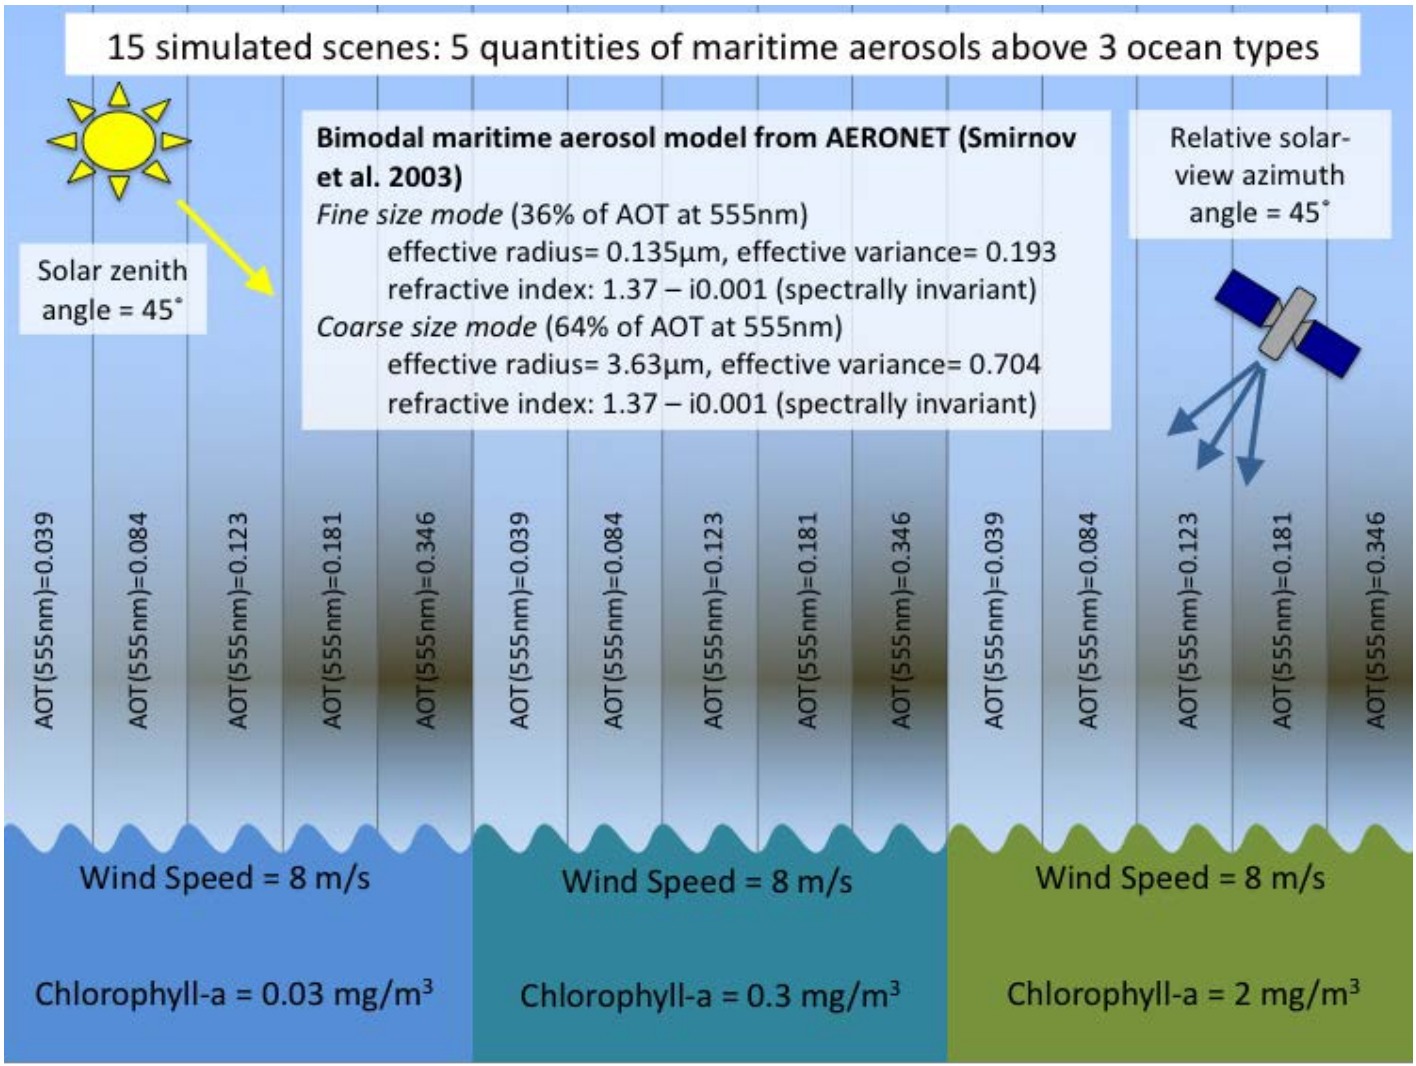 15 simulated scenes: 5 quantities of maritime aerosols above 3 ocean types
Bimodal maritime aerosol model from AERONET (Smirnov
et al. 2003)
Fine size mode (36% of AOT at 555nm)
effective radius= 0.135μm, effective variance= 0.193
refractive index: 1.37 – i0.001 (spectrally invariant)
Coarse size mode (64% of AOT at 555nm)
effective radius= 3.63μm, effective variance= 0.704
refractive index: 1.37 – i0.001 (spectrally invariant)
Relative solar-
view azimuth
angle = 45˚
Solar zenith
angle = 45˚
AOT(555nm)=0.039
AOT(555nm)=0.084
AOT(555nm)=0.123
AOT(555nm)=0.181
AOT(555nm)=0.346
AOT(555nm)=0.039
AOT(555nm)=0.084
AOT(555nm)=0.123
AOT(555nm)=0.181
AOT(555nm)=0.346
AOT(555nm)=0.039
AOT(555nm)=0.084
AOT(555nm)=0.123
AOT(555nm)=0.181
AOT(555nm)=0.346
Wind Speed = 8 m/s
Chlorophyll-a = 0.03 mg/m³
Wind Speed = 8 m/s
Chlorophyll-a = 0.3 mg/m³
Wind Speed = 8 m/s
Chlorophyll-a = 2 mg/m³